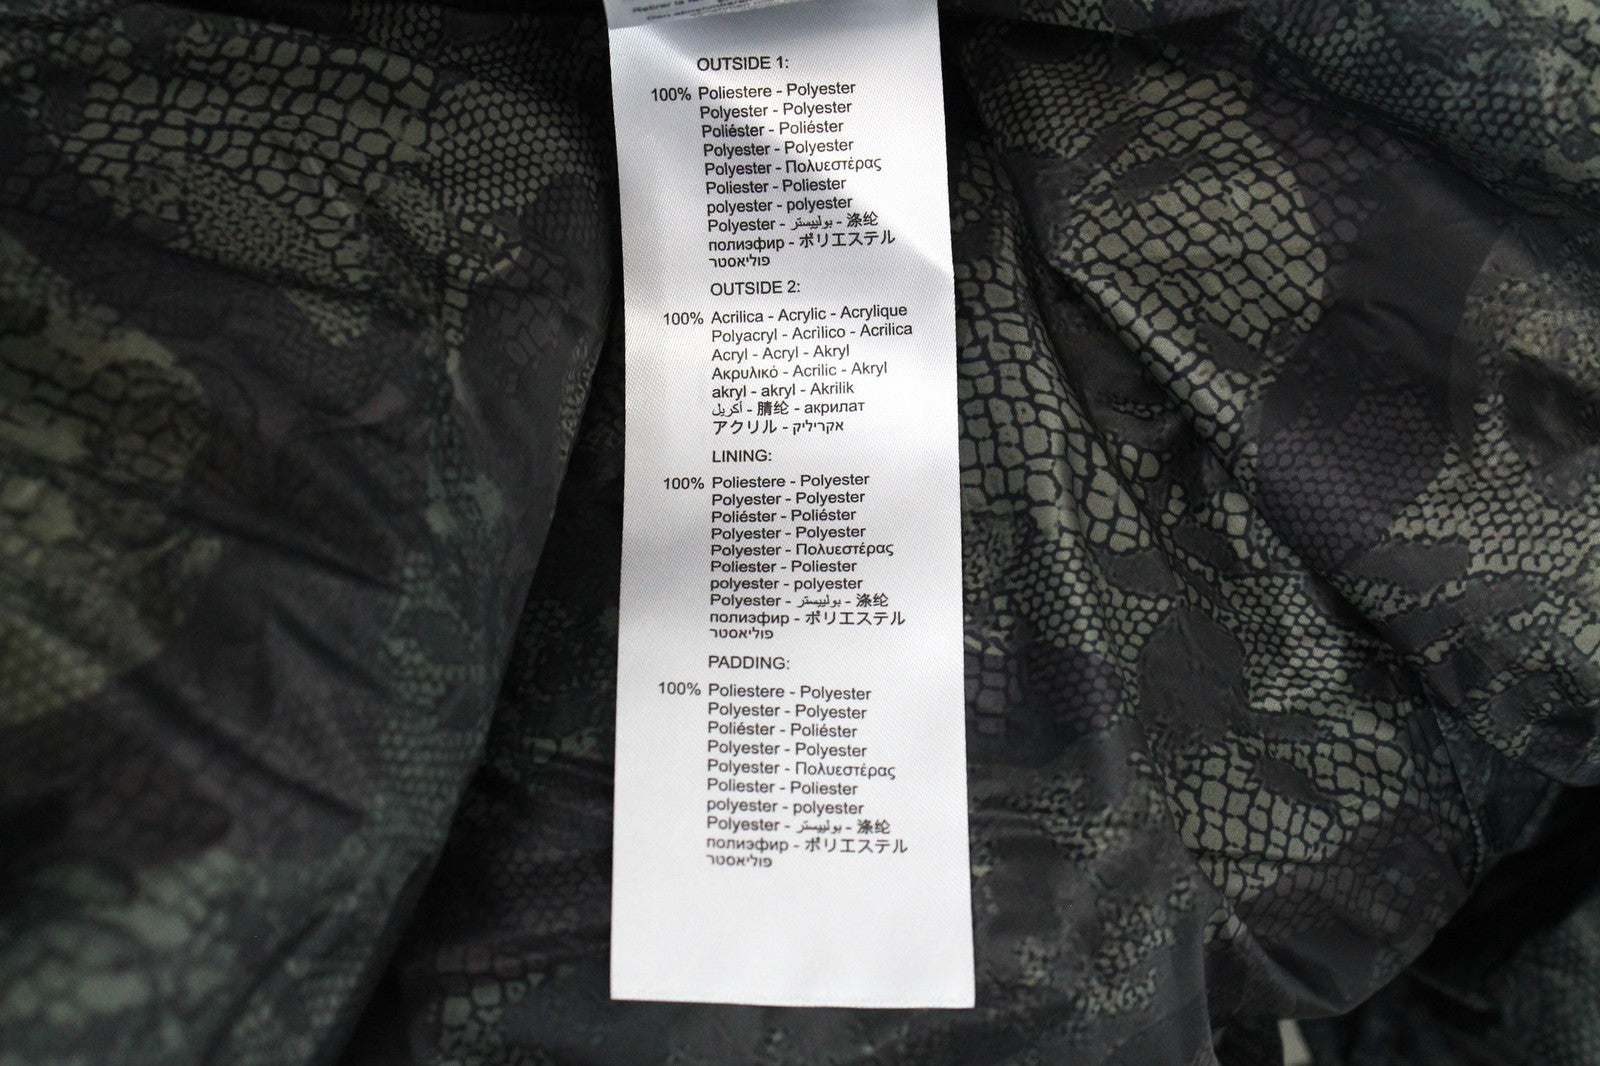 Retirer la
OUTSIDE 1:
100% Poliestere - Polyester
Polyester - Polyester
Poliéster - Poliéster
Polyester - Polyester
Polyester - Πολυεστέρας
Poliester - Poliester
polyester - polyester
Polyester - بوليستر - 涤纶
полиэфир - ポリエステル
פוליאסטר
OUTSIDE 2:
100% Acrilica - Acrylic - Acrylique
Polyacryl - Acrìlico - Acrilica
Acryl - Acryl - Akryl
Ακρυλικό - Acrilic - Akryl
akryl - akryl - Akrilik
أكريل - 腈纶 - акрилат
アクリル - אקריליק
LINING:
100% Poliestere - Polyester
Polyester - Polyester
Poliéster - Poliéster
Polyester - Polyester
Polyester - Πολυεστέρας
Poliester - Poliester
polyester - polyester
Polyester - بوليستر - 涤纶
полиэфир - ポリエステル
פוליאסטר
PADDING:
100% Poliestere - Polyester
Polyester - Polyester
Poliéster - Poliéster
Polyester - Polyester
Polyester - Πολυεστέρας
Poliester - Poliester
polyester - polyester
Polyester - بوليستر - 涤纶
полиэфир - ポリエステル
פוליאסטר